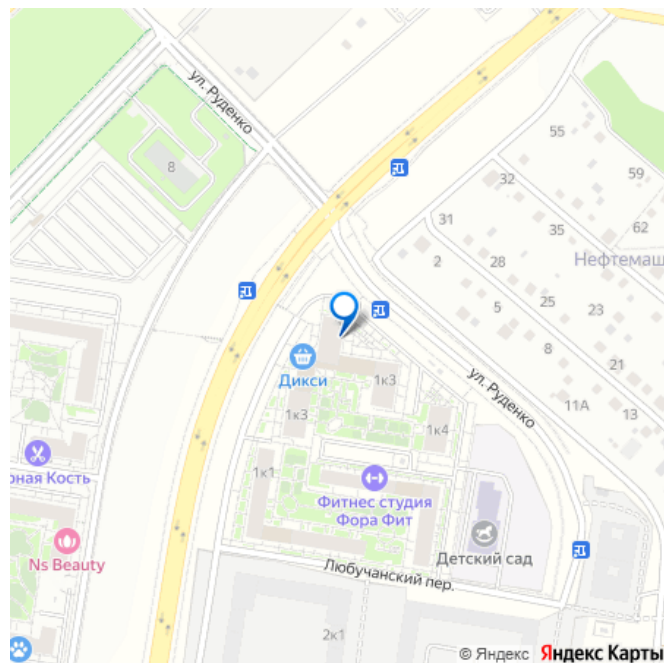 ул. Руденко
8
55
59
32
62
31
35
Нефтемаш
2
28
25
23
5
8
21
Дикси
1к3
ул. Руденко
11А
13
1к3
1к4
1к1
рная Кость
Фитнес студия
Фора Фит
Детский сад
Ns Beauty
Любучанский пер.
2к1
© Яндекс Яндекс Карты